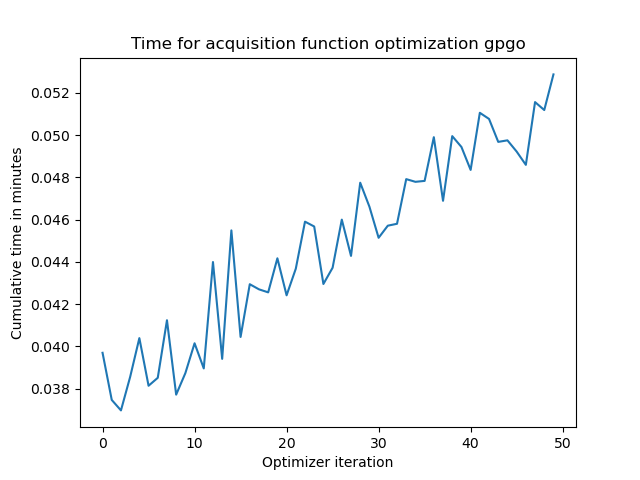 Time for acquisition function optimization gpgo
0.052
0.050
0.048
0.046
0.044
0.042
0.040
0.038
Cumulative time in minutes
0 10 20 30 40 50
Optimizer iteration